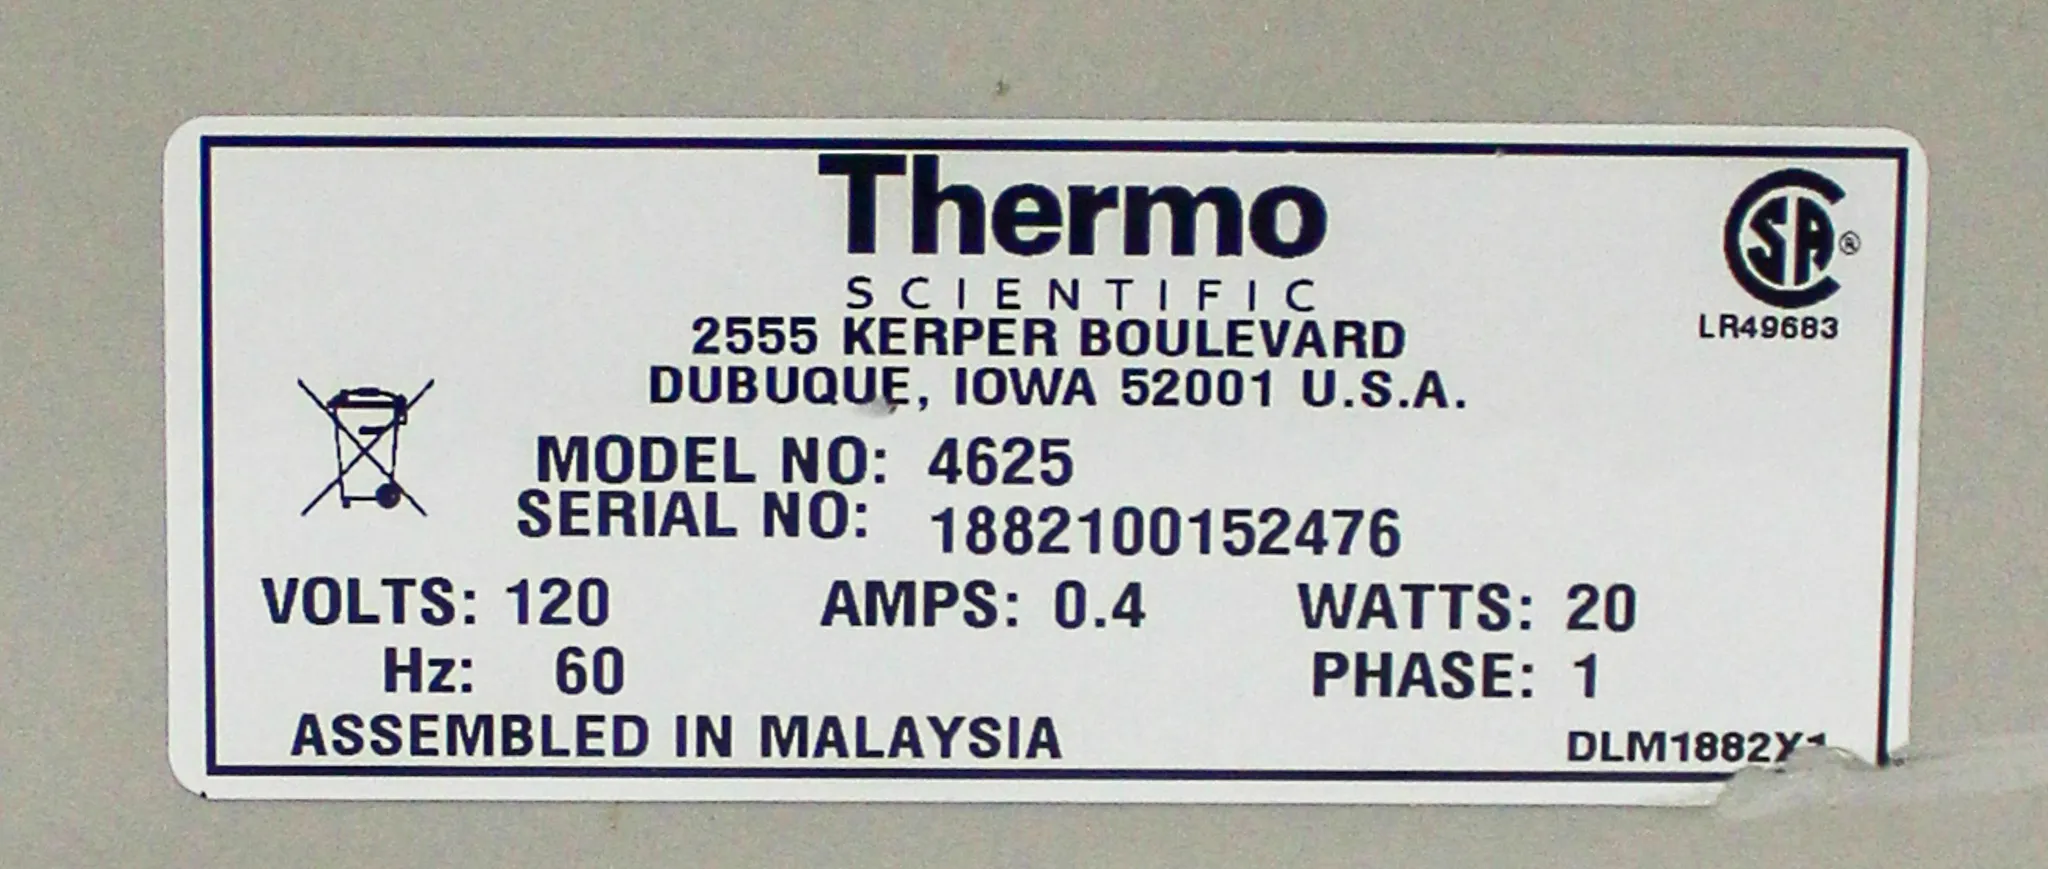 Thermo
SCIENTIFIC
SA®
LR49683
2555 KERPER BOULEVARD
DUBUQUE, IOWA 52001 U.S.A.
MODEL NO: 4625
SERIAL NO: 1882100152476
VOLTS: 120 AMPS: 0.4 WATTS: 20
Hz: 60 PHASE: 1
ASSEMBLED IN MALAYSIA